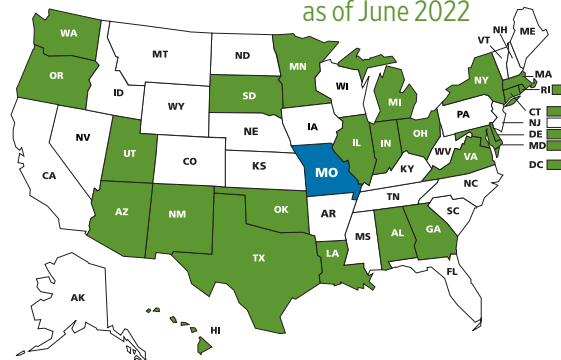 as of June 2022
WA
MT
ND
MN
VT
NH
ME
OR
ID
SD
WI
MI
NY
MA
RI
WY
NE
IA
PA
CT
NJ
DE
MD
DC
NV
UT
CO
KS
MO
IL
IN
OH
WV
VA
KY
CA
AZ
NM
OK
AR
TN
NC
SC
TX
LA
MS
AL
GA
FL
AK
HI